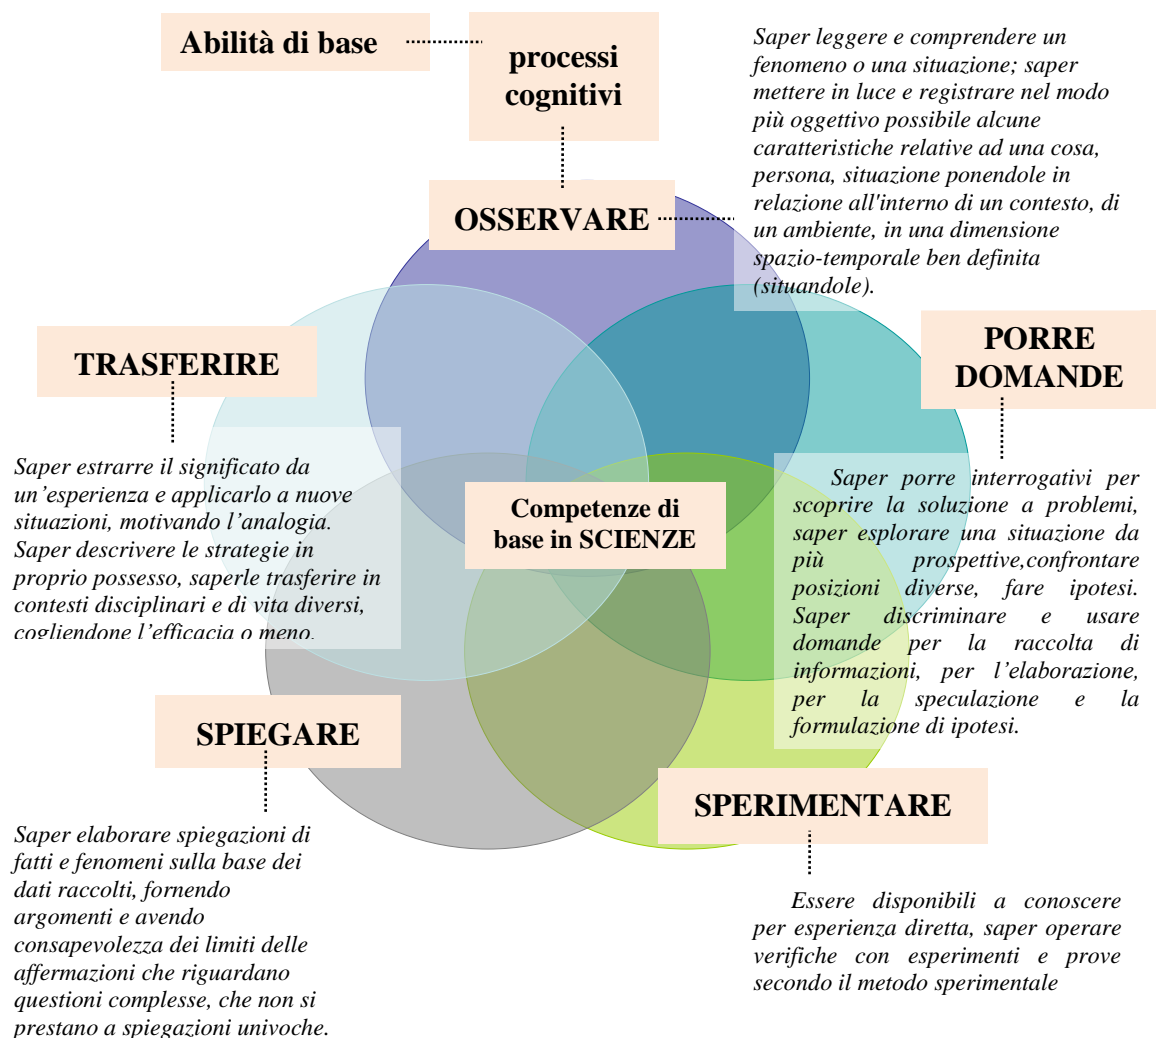 Abilità di base
processi
cognitivi
Saper leggere e comprendere un
fenomeno o una situazione; saper
mettere in luce e registrare nel modo
più oggettivo possibile alcune
caratteristiche relative ad una cosa,
persona, situazione ponendole in
relazione all'interno di un contesto, di
un ambiente, in una dimensione
spazio-temporale ben definita
(situandole).
OSSERVARE
TRASFERIRE
PORRE
DOMANDE
Saper estrarre il significato da
un’esperienza e applicarlo a nuove
situazioni, motivando l’analogia.
Saper descrivere le strategie in
proprio possesso, saperle trasferire in
contesti disciplinari e di vita diversi,
cogliendone l’efficacia o meno.
Competenze di
base in SCIENZE
Saper porre interrogativi per
scoprire la soluzione a problemi,
saper esplorare una situazione da
più prospettive,confrontare
posizioni diverse, fare ipotesi.
Saper discriminare e usare
domande per la raccolta di
informazioni, per l’elaborazione,
per la speculazione e la
formulazione di ipotesi.
SPIEGARE
SPERIMENTARE
Saper elaborare spiegazioni di
fatti e fenomeni sulla base dei
dati raccolti, fornendo
argomenti e avendo
consapevolezza dei limiti delle
affermazioni che riguardano
questioni complesse, che non si
prestano a spiegazioni univoche.
Essere disponibili a conoscere
per esperienza diretta, saper operare
verifiche con esperimenti e prove
secondo il metodo sperimentale